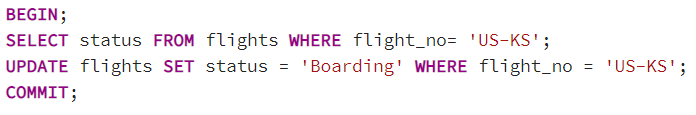 BEGIN;
SELECT status FROM flights WHERE flight_no= 'US-KS';
UPDATE flights SET status = 'Boarding' WHERE flight_no = 'US-KS';
COMMIT;